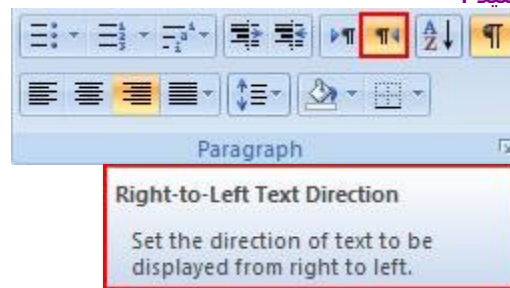 Paragraph
Right-to-Left Text Direction
Set the direction of text to be
displayed from right to left.